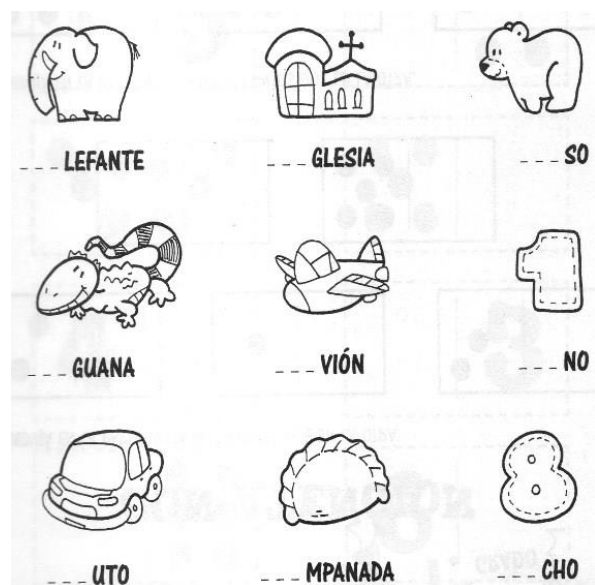 _ _ _ LEFANTE _ _ _ GLESIA _ _ _ SO
_ _ _ GUANA _ _ _ VIÓN _ _ _ NO
_ _ _ UTO _ _ _ MPANADA _ _ _ CHO